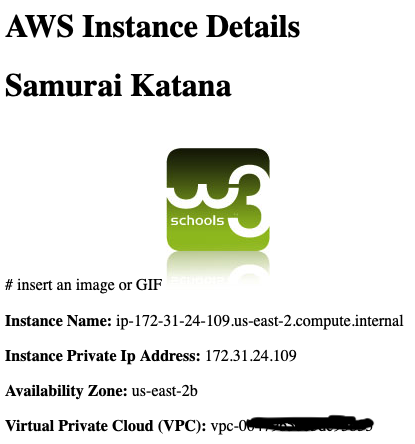 AWS Instance Details
Samurai Katana
w3
schools
# insert an image or GIF
Instance Name: ip-172-31-24-109.us-east-2.compute.internal
Instance Private Ip Address: 172.31.24.109
Availability Zone: us-east-2b
Virtual Private Cloud (VPC):